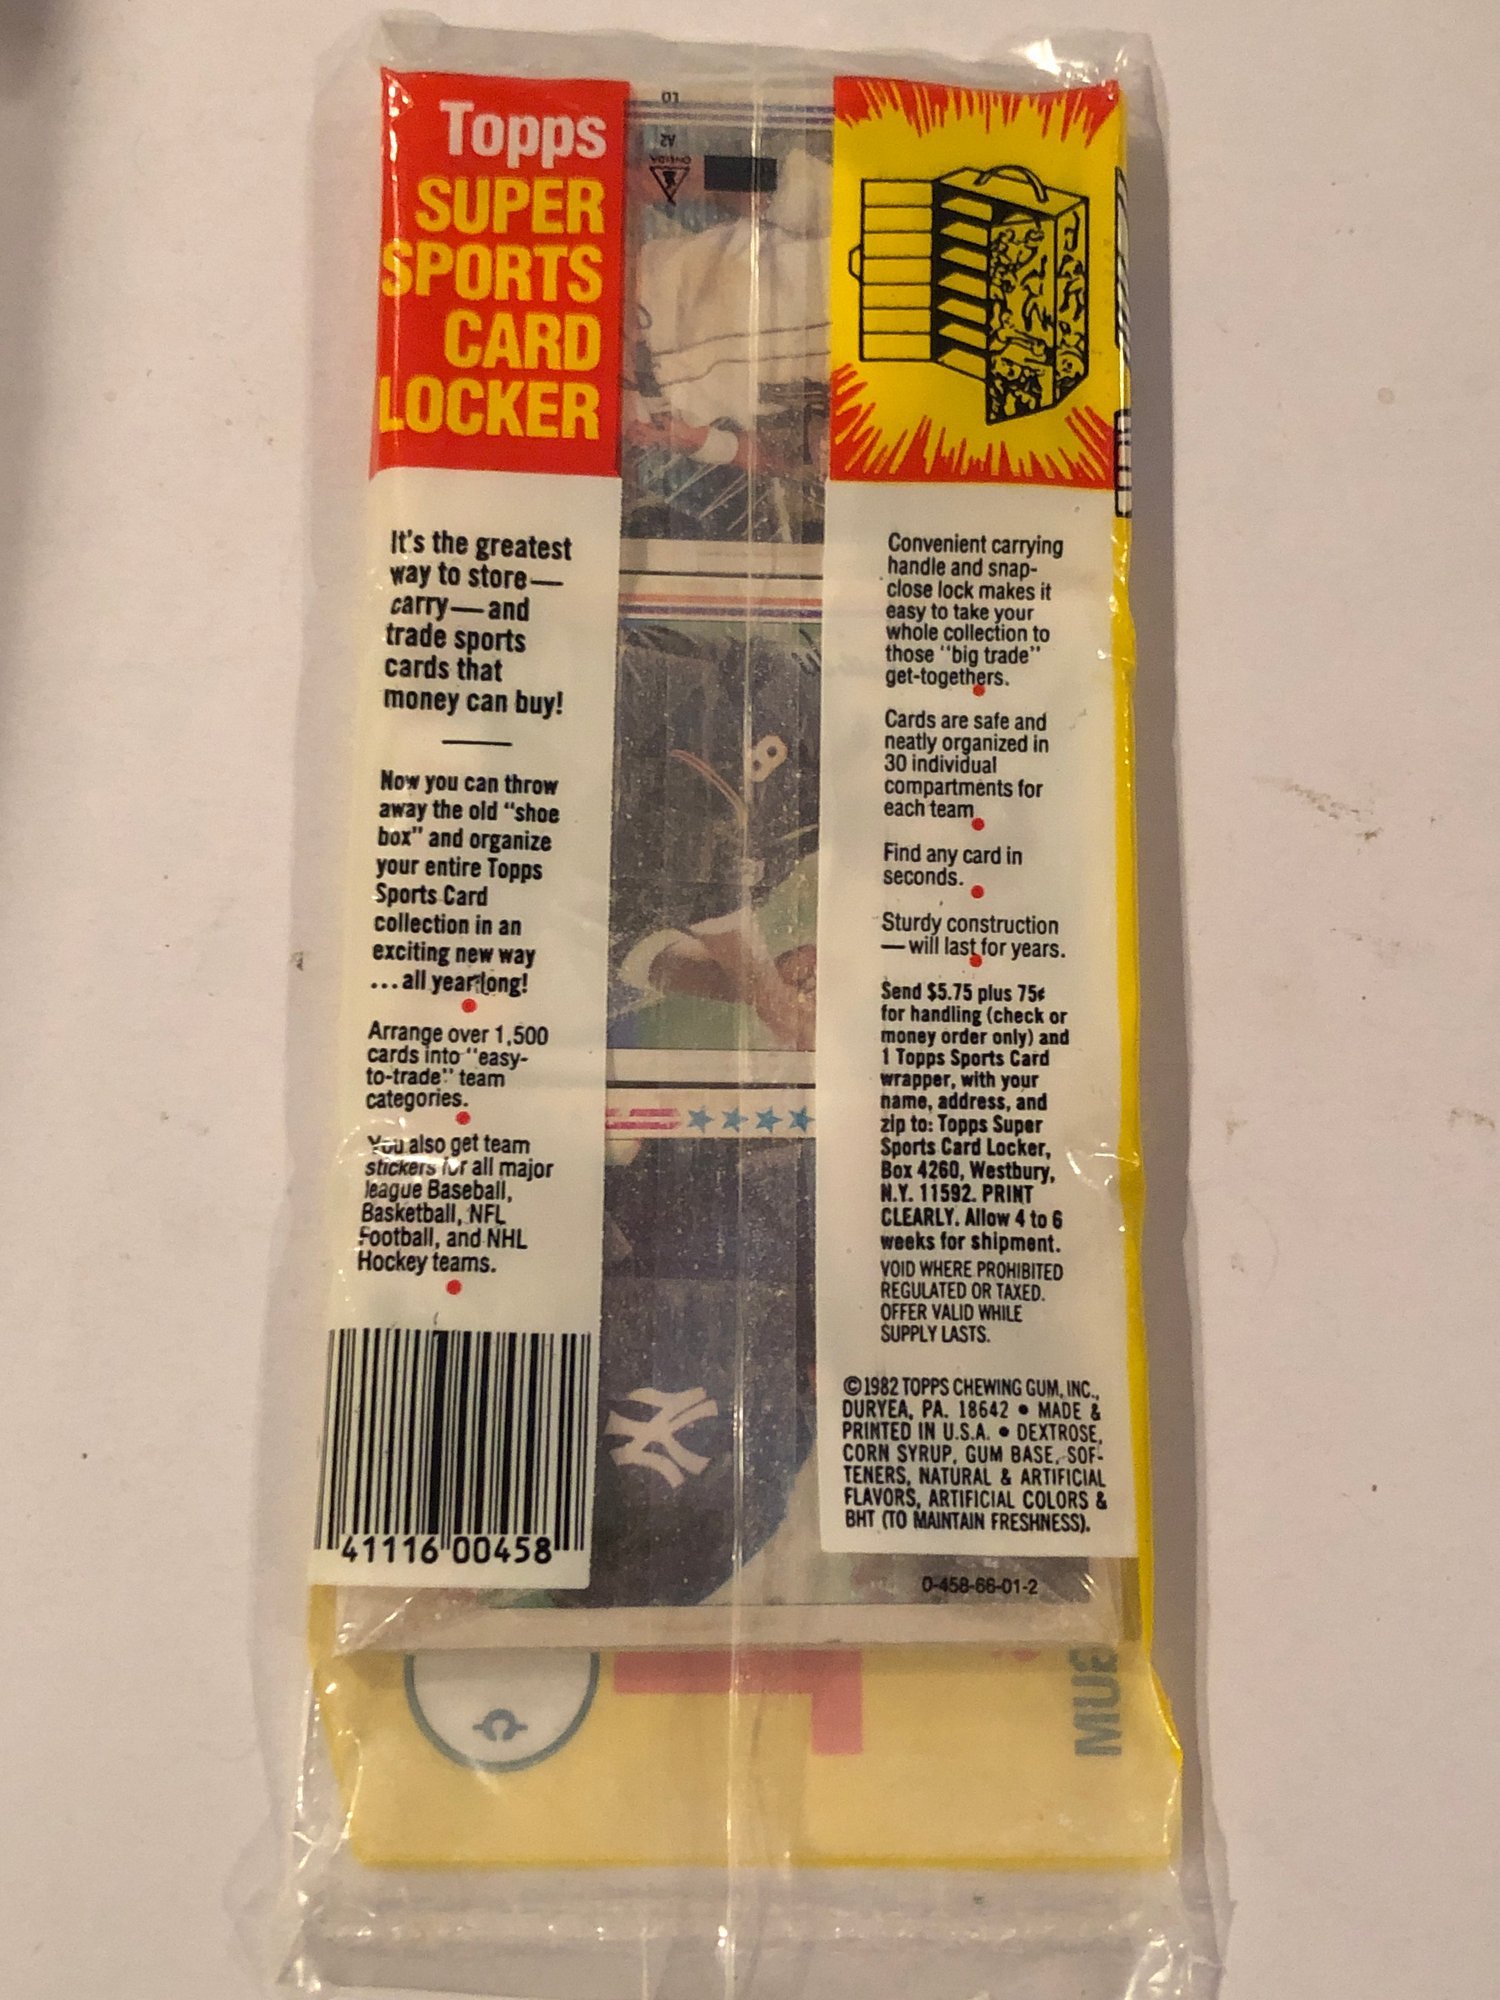 Topps
SUPER
SPORTS
CARD
LOCKER
It's the greatest
way to store—
carry—and
trade sports
cards that
money can buy!
Now you can throw
away the old "shoe
box" and organize
your entire Topps
Sports Card
collection in an
exciting new way
...all year long!
Arrange over 1,500
cards into "easy-
to-trade" team
categories.
You also get team
stickers for all major
league Baseball,
Basketball, NFL
Football, and NHL
Hockey teams.
41116 00458
LO
A2
ONEIDA
B
NY
Convenient carrying
handle and snap-
close lock makes it
easy to take your
whole collection to
those "big trade"
get-togethers.
Cards are safe and
neatly organized in
30 individual
compartments for
each team
Find any card in
seconds.
Sturdy construction
—will last for years.
Send $5.75 plus 75¢
for handling (check or
money order only) and
1 Topps Sports Card
wrapper, with your
name, address, and
zip to: Topps Super
Sports Card Locker,
Box 4260, Westbury,
N.Y. 11592. PRINT
CLEARLY. Allow 4 to 6
weeks for shipment.
VOID WHERE PROHIBITED
REGULATED OR TAXED.
OFFER VALID WHILE
SUPPLY LASTS.
©1982 TOPPS CHEWING GUM, INC.,
DURYEA, PA. 18642 • MADE &
PRINTED IN U.S.A. • DEXTROSE,
CORN SYRUP, GUM BASE, SOF-
TENERS, NATURAL & ARTIFICIAL
FLAVORS, ARTIFICIAL COLORS &
BHT (TO MAINTAIN FRESHNESS).
0-458-66-01-2